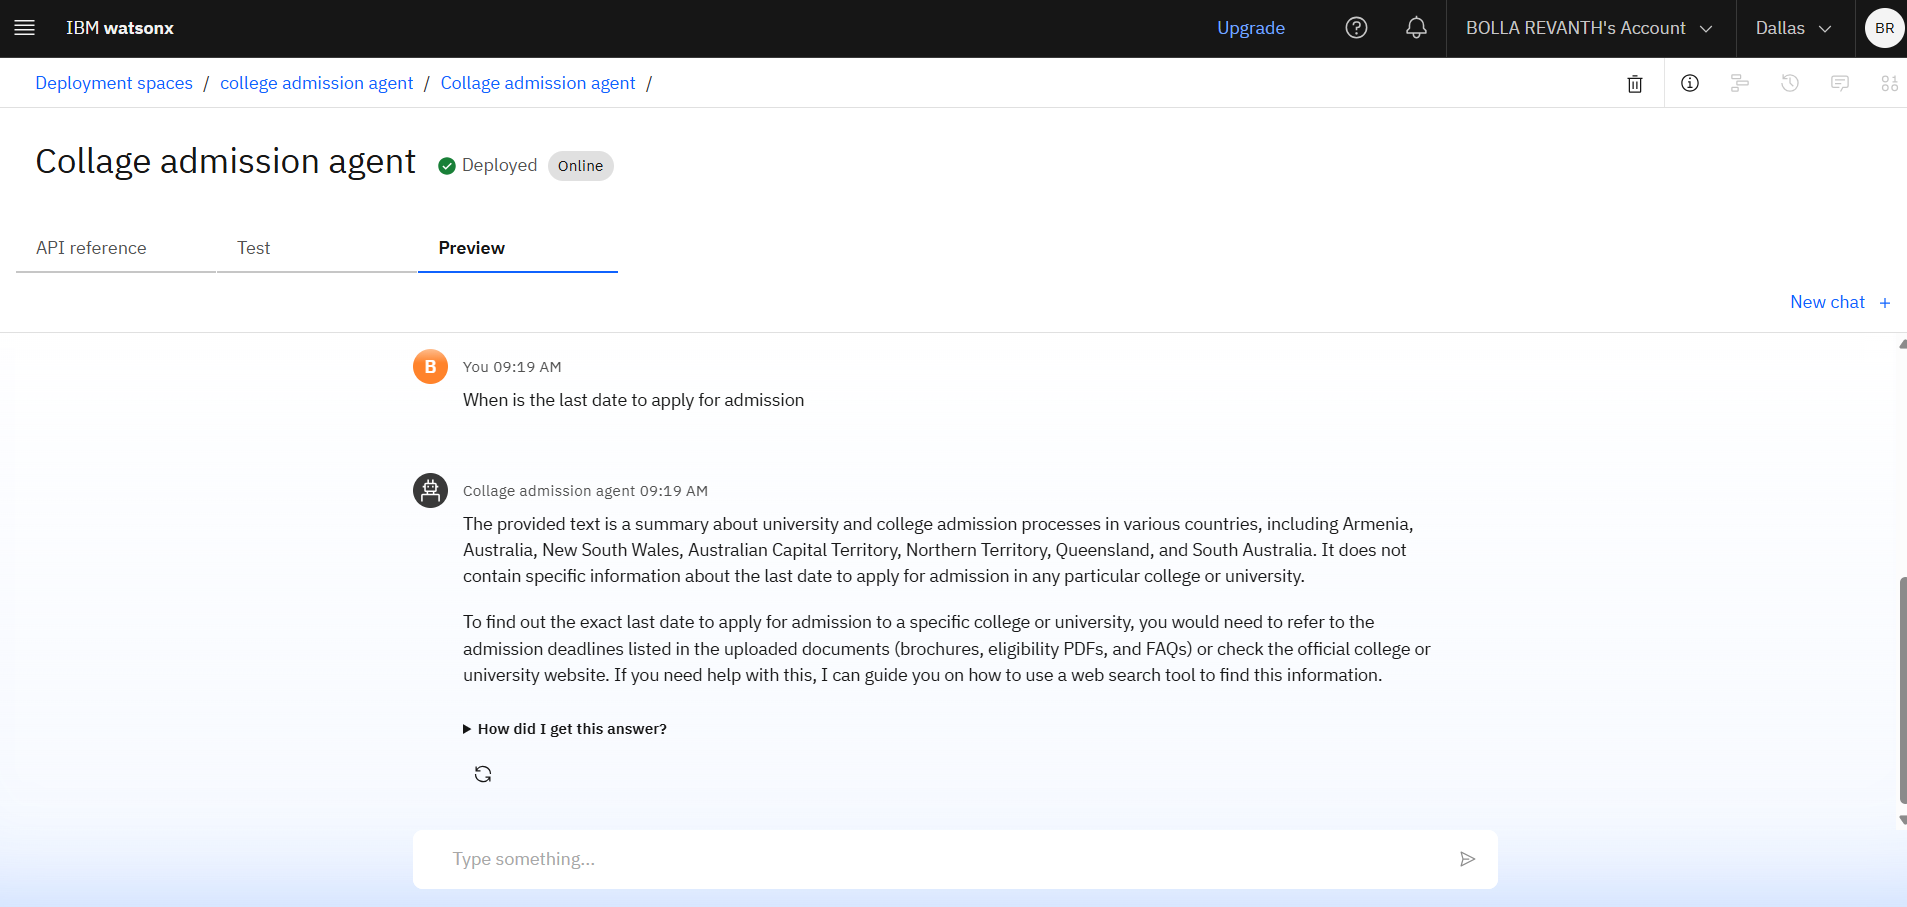 IBM watsonx
Upgrade
BOLLA REVANTH's Account
Dallas
BR
Deployment spaces / college admission agent / Collage admission agent /
Collage admission agent
Deployed
Online
API reference
Test
Preview
New chat +
B
You 09:19 AM
When is the last date to apply for admission
Collage admission agent 09:19 AM
The provided text is a summary about university and college admission processes in various countries, including Armenia,
Australia, New South Wales, Australian Capital Territory, Northern Territory, Queensland, and South Australia. It does not
contain specific information about the last date to apply for admission in any particular college or university.
To find out the exact last date to apply for admission to a specific college or university, you would need to refer to the
admission deadlines listed in the uploaded documents (brochures, eligibility PDFs, and FAQs) or check the official college or
university website. If you need help with this, I can guide you on how to use a web search tool to find this information.
How did I get this answer?
Type something...